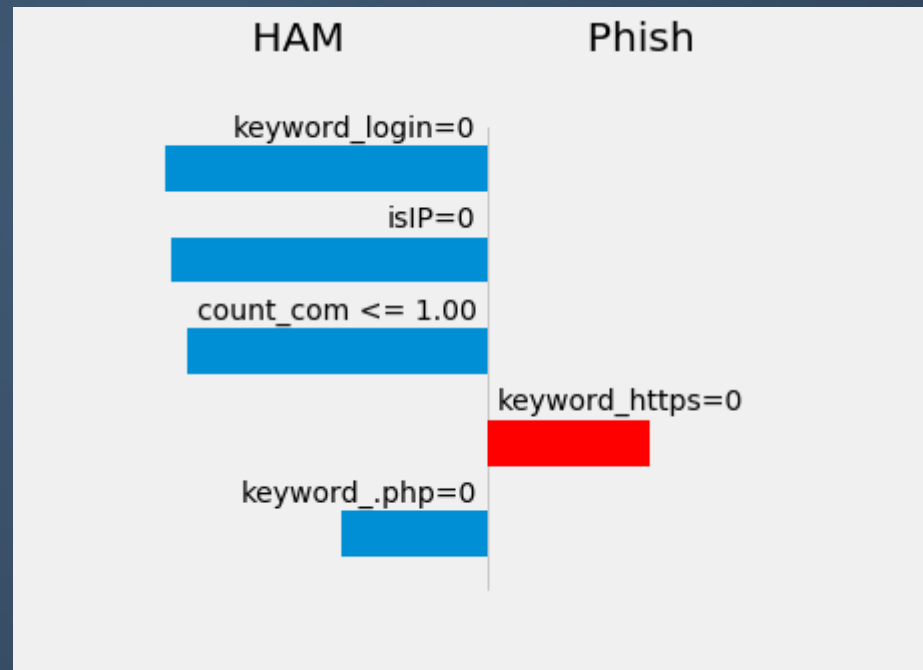 HAM Phish
keyword_login=0
isIP=0
count_com <= 1.00
keyword_https=0
keyword_.php=0